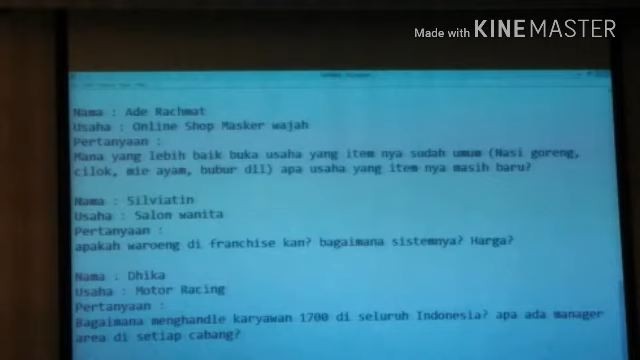 Made with KINEMASTER
Nama : Ade Rachmat
Usaha : Online Shop Masker wajah
Pertanyaan :
Mana yang lebih baik buka usaha yang item nya sudah umum (Nasi goreng,
cilok, mie ayam, bubur dll) apa usaha yang item nya masih baru?
Nama : Silviatin
Usaha : Salon wanita
Pertanyaan :
apakah waroeng di franchise kan? bagaimana sistemnya? Harga?
Nama : Dhika
Usaha : Motor Racing
Pertanyaan :
Bagaimana menghandle karyawan 1700 di seluruh Indonesia? apa ada manager
area di setiap cabang?